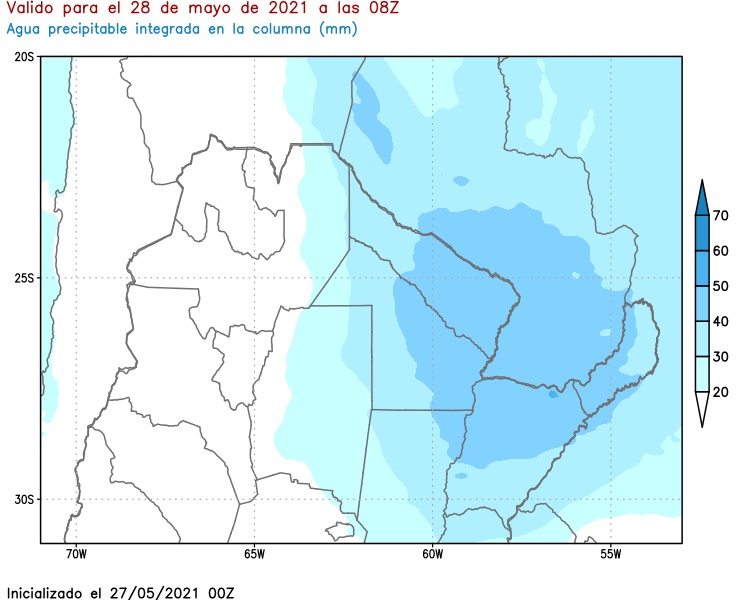 Valido para el 28 de mayo de 2021 a las 08Z
Agua precipitable integrada en la columna (mm)
20S
25S
30S
70W
65W
60W
55W
70
60
50
40
30
20
Inicializado el 27/05/2021 00Z